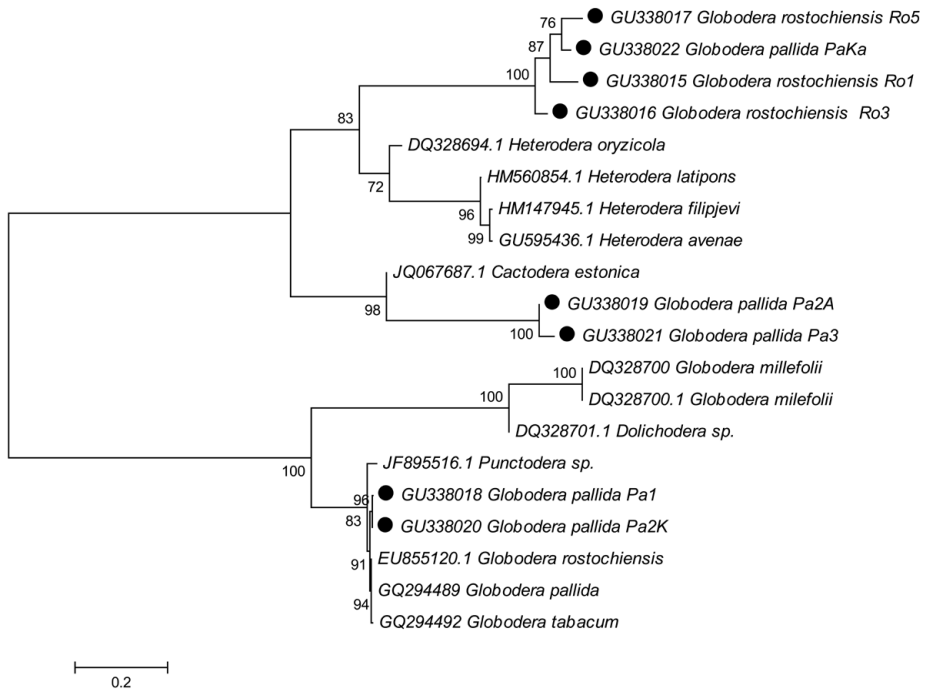 76
GU338017 Globodera rostochiensis Ro5
87
GU338022 Globodera pallida PaKa
100
GU338015 Globodera rostochiensis Ro1
GU338016 Globodera rostochiensis Ro3
83
DQ328694.1 Heterodera oryzicola
72
HM560854.1 Heterodera latipons
96
HM147945.1 Heterodera filipjevi
99
GU595436.1 Heterodera avenae
JQ067687.1 Cactodera estonica
98
GU338019 Globodera pallida Pa2A
100
GU338021 Globodera pallida Pa3
100
DQ328700 Globodera millefolii
100
DQ328700.1 Globodera milefolii
DQ328701.1 Dolichodera sp.
100
JF895516.1 Punctodera sp.
96
GU338018 Globodera pallida Pa1
83
GU338020 Globodera pallida Pa2K
91
EU855120.1 Globodera rostochiensis
GQ294489 Globodera pallida
94
GQ294492 Globodera tabacum
0.2